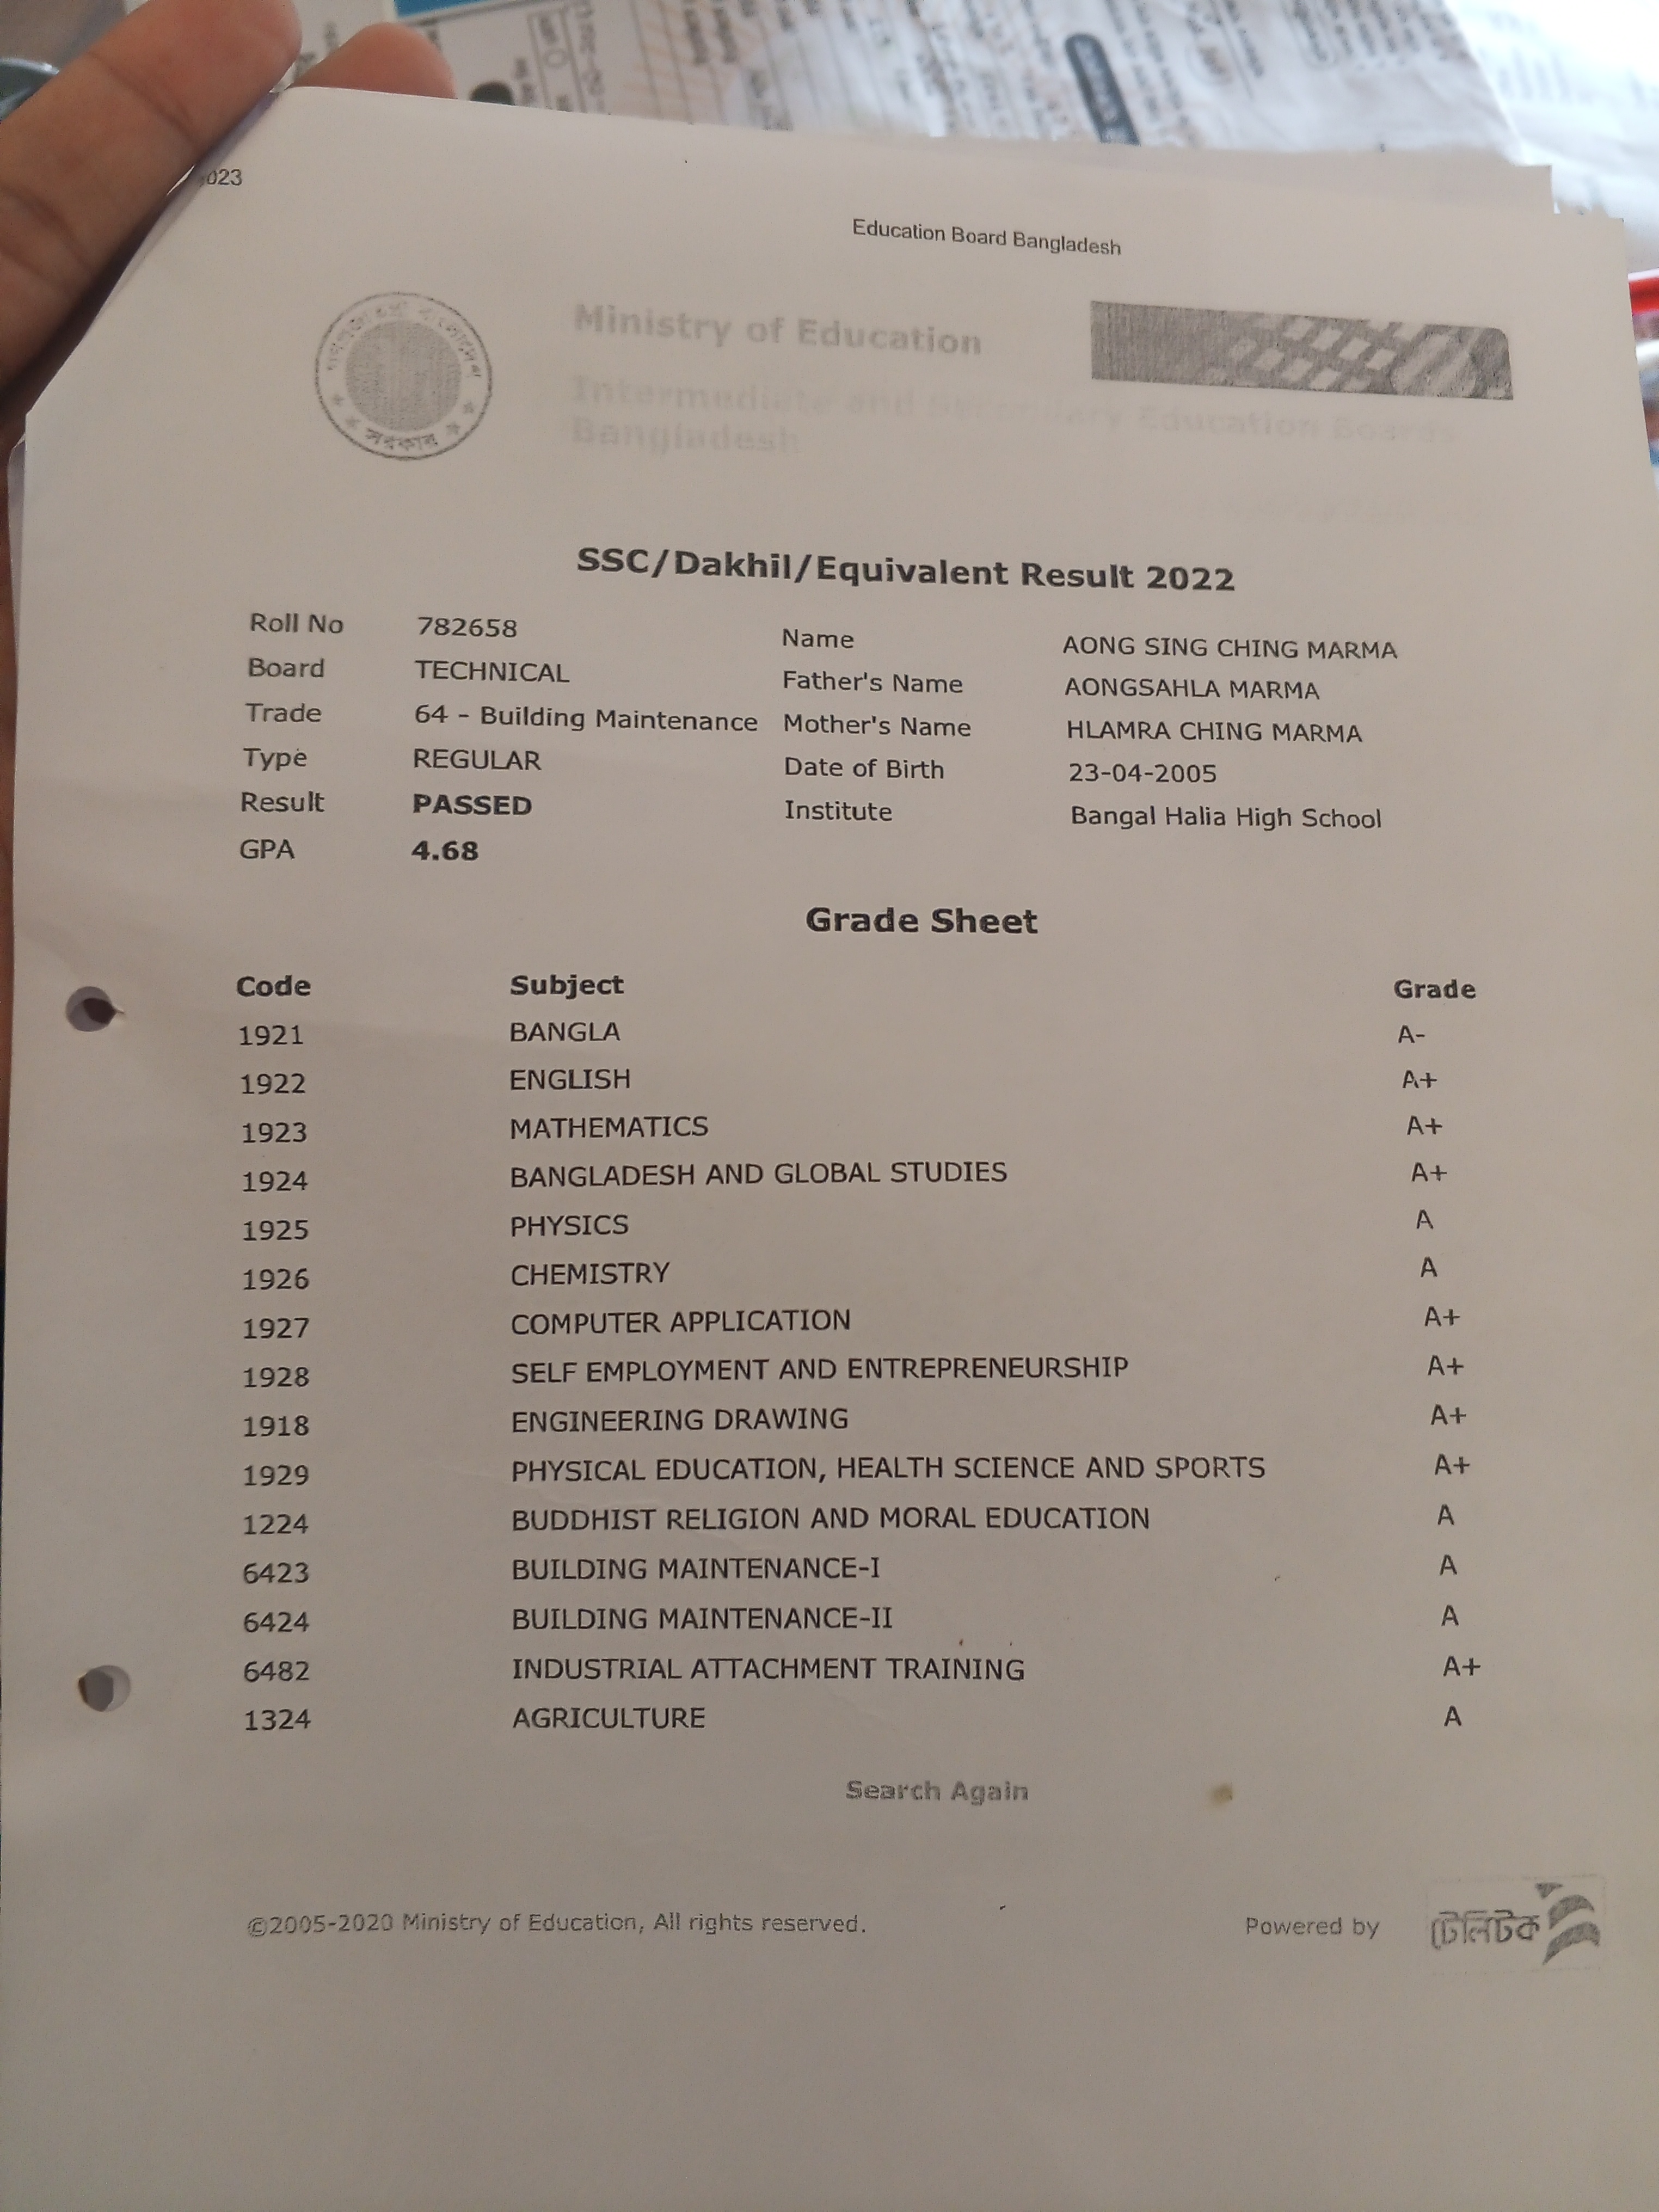 023
Education Board Bangladesh
Ministry of Education
Intermediate and Secondary Education Boards
Bangladesh
সরকার
SSC/Dakhil/Equivalent Result 2022
Roll No 782658 Name AONG SING CHING MARMA
Board TECHNICAL Father's Name AONGSAHLA MARMA
Trade 64 - Building Maintenance Mother's Name HLAMRA CHING MARMA
Type REGULAR Date of Birth 23-04-2005
Result PASSED Institute Bangal Halia High School
GPA 4.68
Grade Sheet
Code Subject Grade
1921 BANGLA A-
1922 ENGLISH A+
1923 MATHEMATICS A+
1924 BANGLADESH AND GLOBAL STUDIES A+
1925 PHYSICS A
1926 CHEMISTRY A
1927 COMPUTER APPLICATION A+
1928 SELF EMPLOYMENT AND ENTREPRENEURSHIP A+
1918 ENGINEERING DRAWING A+
1929 PHYSICAL EDUCATION, HEALTH SCIENCE AND SPORTS A+
1224 BUDDHIST RELIGION AND MORAL EDUCATION A
6423 BUILDING MAINTENANCE-I A
6424 BUILDING MAINTENANCE-II A
6482 INDUSTRIAL ATTACHMENT TRAINING A+
1324 AGRICULTURE A
Search Again
©2005-2020 Ministry of Education, All rights reserved. Powered by টেলিটক